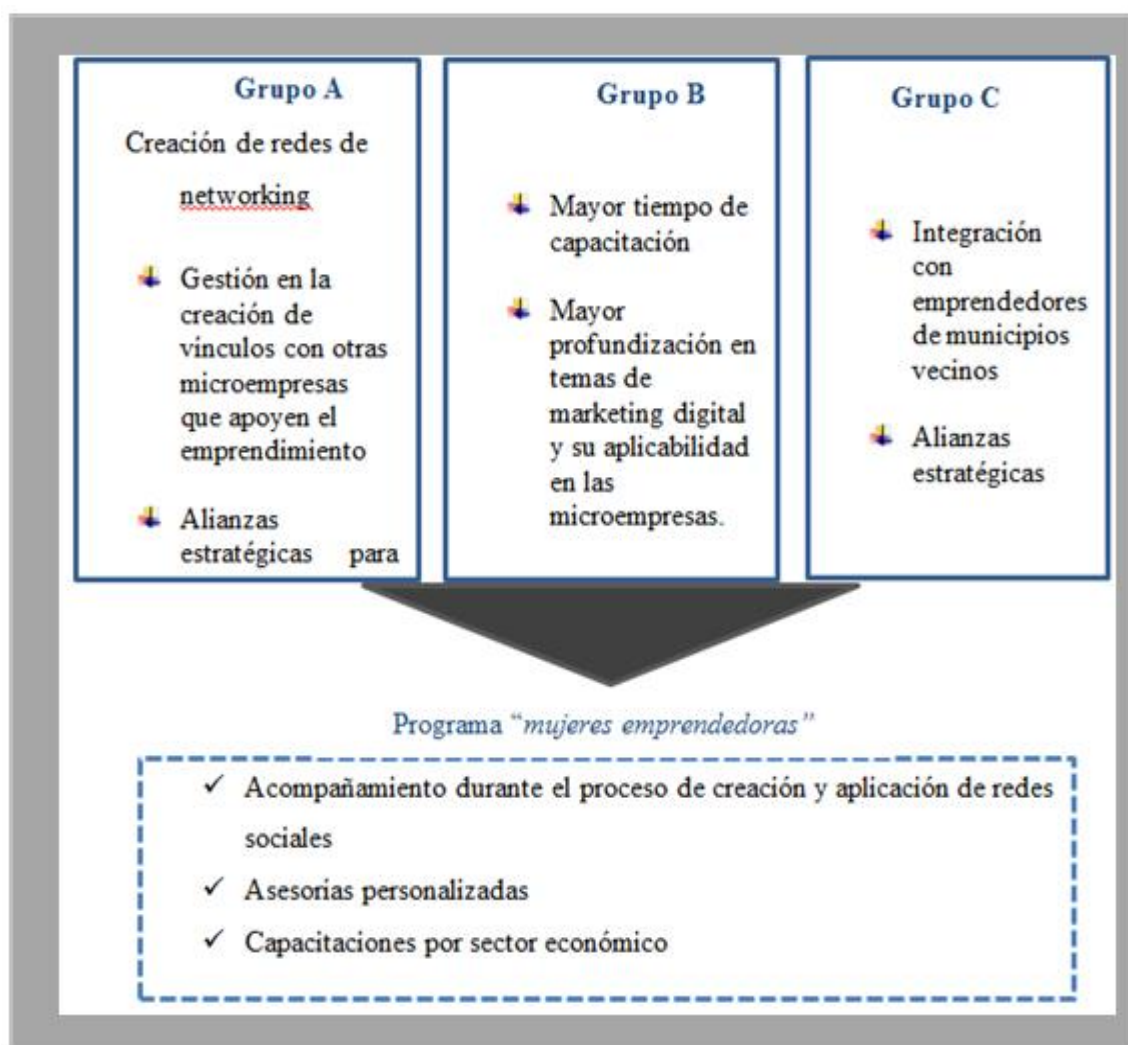 Grupo A
Creación de redes de
networking
Gestión en la
creación de
vínculos con otras
microempresas
que apoyen el
emprendimiento
Alianzas
estratégicas para
Grupo B
Mayor tiempo de
capacitación
Mayor
profundización en
temas de
marketing digital
y su aplicabilidad
en las
microempresas.
Grupo C
Integración
con
emprendedores
de municipios
vecinos
Alianzas
estratégicas
Programa “mujeres emprendedoras”
✓ Acompañamiento durante el proceso de creación y aplicación de redes
sociales
✓ Asesorias personalizadas
✓ Capacitaciones por sector económico